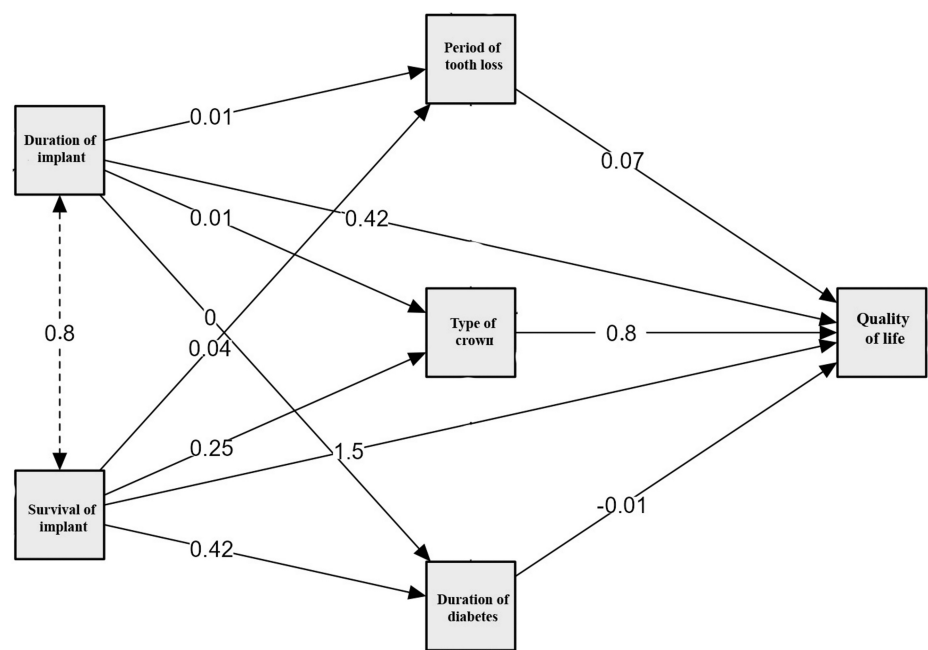 Period of
tooth loss
0.01
Duration of
implant
0.07
0.01
0.42
0
0.8
0.04
Type of
crown
0.8
Quality
of life
0.25
1.5
Survival of
implant
-0.01
0.42
Duration of
diabetes